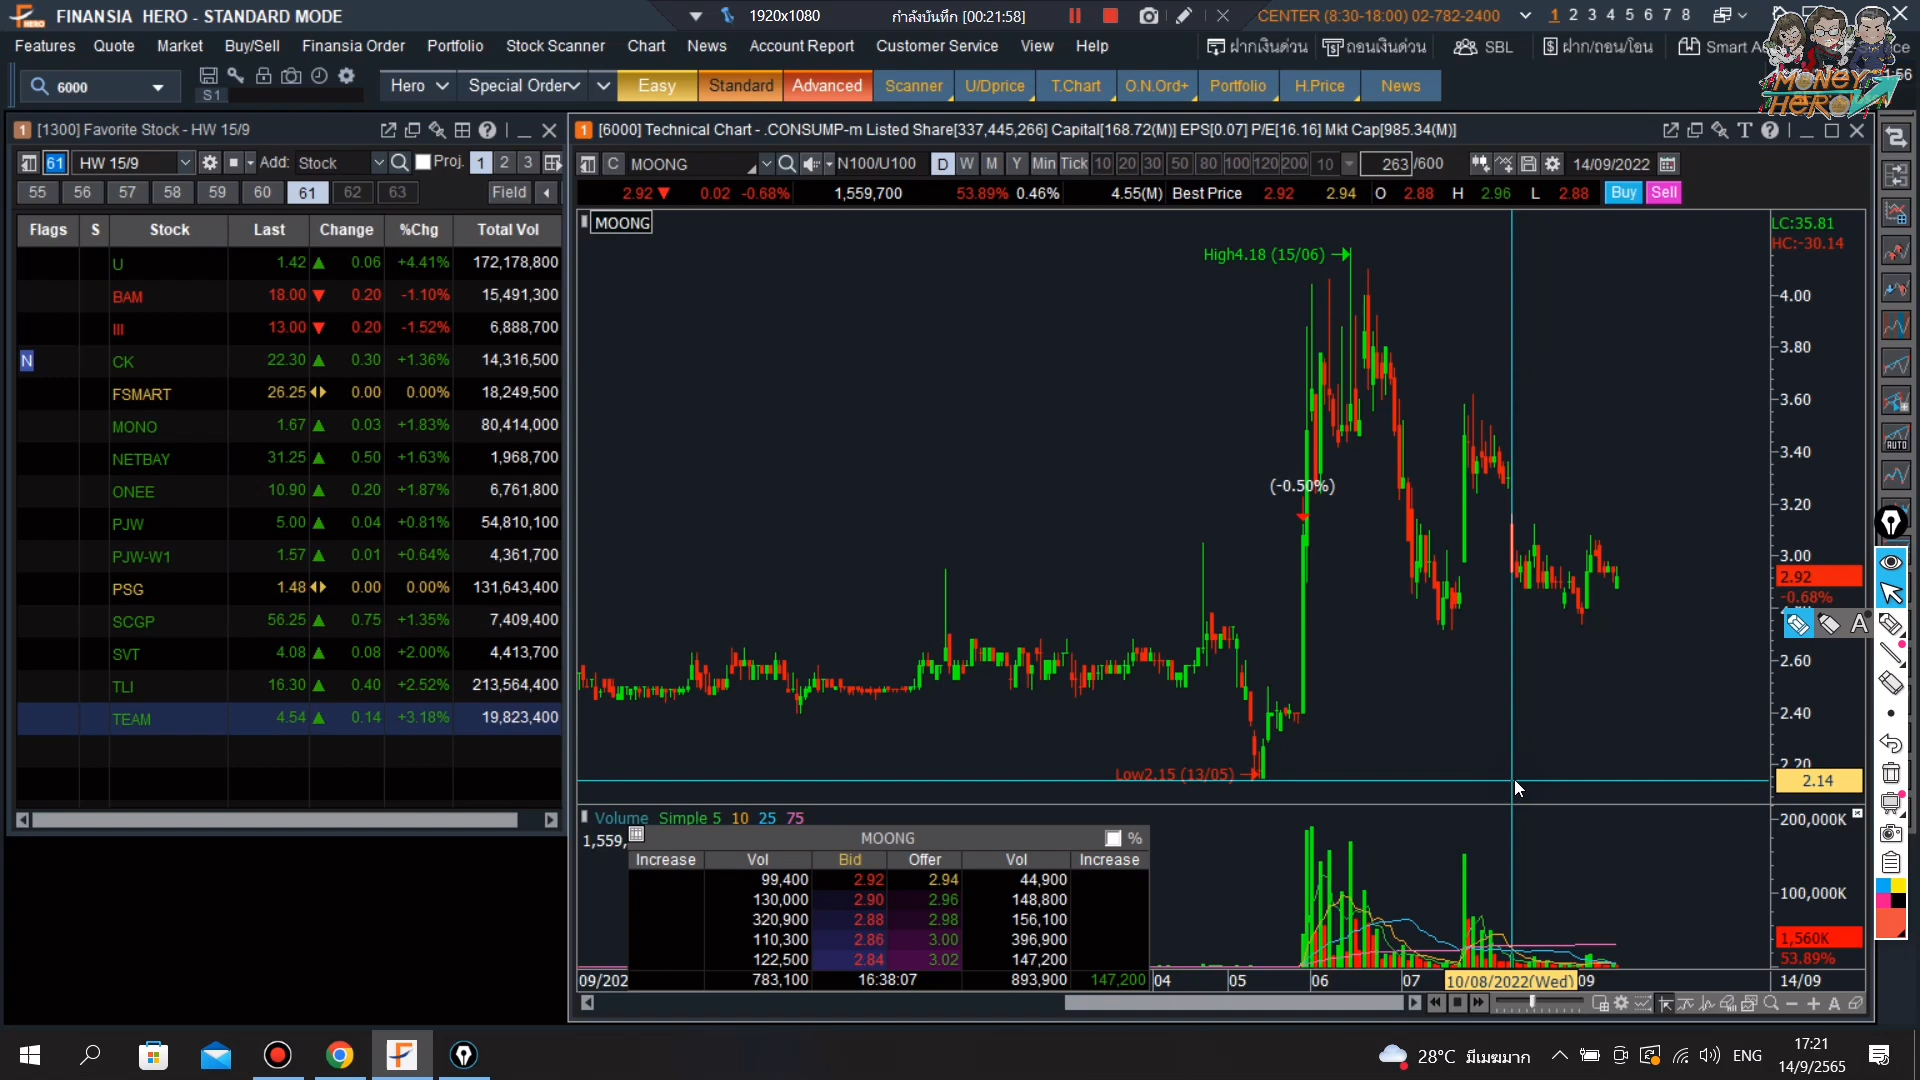 FINANSIA HERO - STANDARD MODE
1920x1080 กำลังบันทึก [00:21:58]
CENTER (8:30-18:00) 02-782-2400 1 2 3 4 5 6 7 8
Features Quote Market Buy/Sell Finansia Order Portfolio Stock Scanner Chart News Account Report Customer Service View Help
ฝากเงินด่วน ถอนเงินด่วน SBL ฝาก/ถอน/โอน Smart
MONEY HERO
6000 S1 Hero Special Order Easy Standard Advanced Scanner U/Dprice T.Chart O.N.Ord+ Portfolio H.Price News
1 [1300] Favorite Stock - HW 15/9
61 HW 15/9 Add: Stock Proj. 1 2 3
55 56 57 58 59 60 61 62 63 Field
Flags S Stock Last Change %Chg Total Vol
U 1.42 0.06 +4.41% 172,178,800
BAM 18.00 0.20 -1.10% 15,491,300
III 13.00 0.20 -1.52% 6,888,700
N CK 22.30 0.30 +1.36% 14,316,500
FSMART 26.25 0.00 0.00% 18,249,500
MONO 1.67 0.03 +1.83% 80,414,000
NETBAY 31.25 0.50 +1.63% 1,968,700
ONEE 10.90 0.20 +1.87% 6,761,800
PJW 5.00 0.04 +0.81% 54,810,100
PJW-W1 1.57 0.01 +0.64% 4,361,700
PSG 1.48 0.00 0.00% 131,643,400
SCGP 56.25 0.75 +1.35% 7,409,400
SVT 4.08 0.08 +2.00% 4,413,700
TLI 16.30 0.40 +2.52% 213,564,400
TEAM 4.54 0.14 +3.18% 19,823,400
1 [6000] Technical Chart - .CONSUMP-m Listed Share[337,445,266] Capital[168.72(M)] EPS[0.07] P/E[16.16] Mkt Cap[985.34(M)]
C MOONG N100/U100 D W M Y Min Tick 10 20 30 50 80 100 120 200 10 263 /600 14/09/2022
2.92 0.02 -0.68% 1,559,700 53.89% 0.46% 4.55(M) Best Price 2.92 2.94 O 2.88 H 2.96 L 2.88 Buy Sell
MOONG
LC:35.81
HC:-30.14
High4.18 (15/06)
4.00
3.80
3.60
3.40
(-0.50%)
3.20
3.00
2.92
-0.68%
2.60
2.40
2.20
Low2.15 (13/05)
2.14
AUTO
A
Volume Simple 5 10 25 75
1,559,
MOONG %
Increase Vol Bid Offer Vol Increase
99,400 2.92 2.94 44,900
130,000 2.90 2.96 148,800
320,900 2.88 2.98 156,100
110,300 2.86 3.00 396,900
122,500 2.84 3.02 147,200
783,100 16:38:07 893,900 147,200
200,000K
100,000K
1,560K
53.89%
09/202 04 05 06 07 10/08/2022(Wed) 09 14/09
A
28°C มีเมฆมาก ENG 17:21
14/9/2565